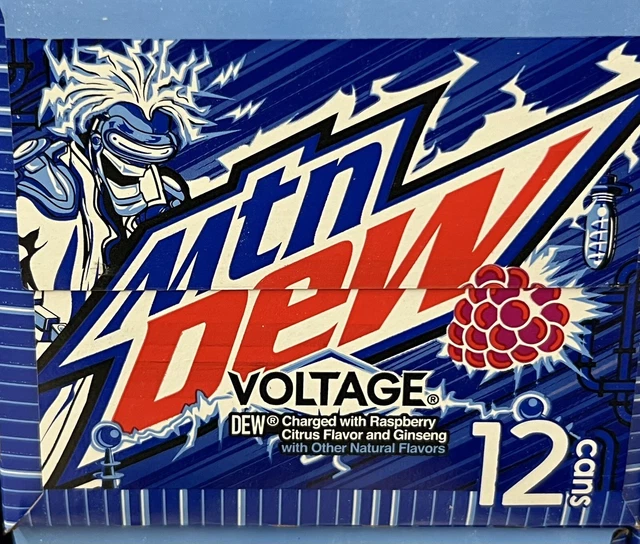 Mtn
Dew
VOLTAGE®
DEW® Charged with Raspberry
Citrus Flavor and Ginseng
with Other Natural Flavors
12
cans